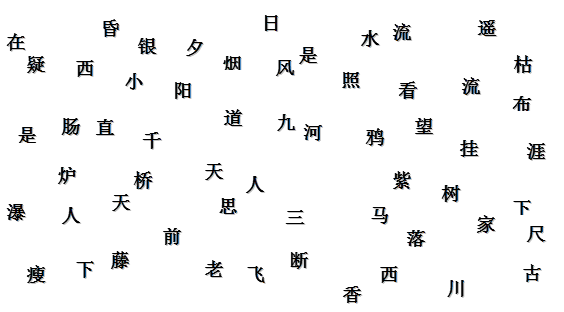 昏 日
在 银 夕 是 水 流 遥
疑 西 小 阳 烟 风 照 看 流 枯
布
是 肠 直 千 道 九 河 鸦 望 挂 涯
炉 桥 天 人 紫 树
瀑 人 天 思 三 马 家 下
前 落 尺
瘦 下 藤 老 飞 断 西 古
香 川